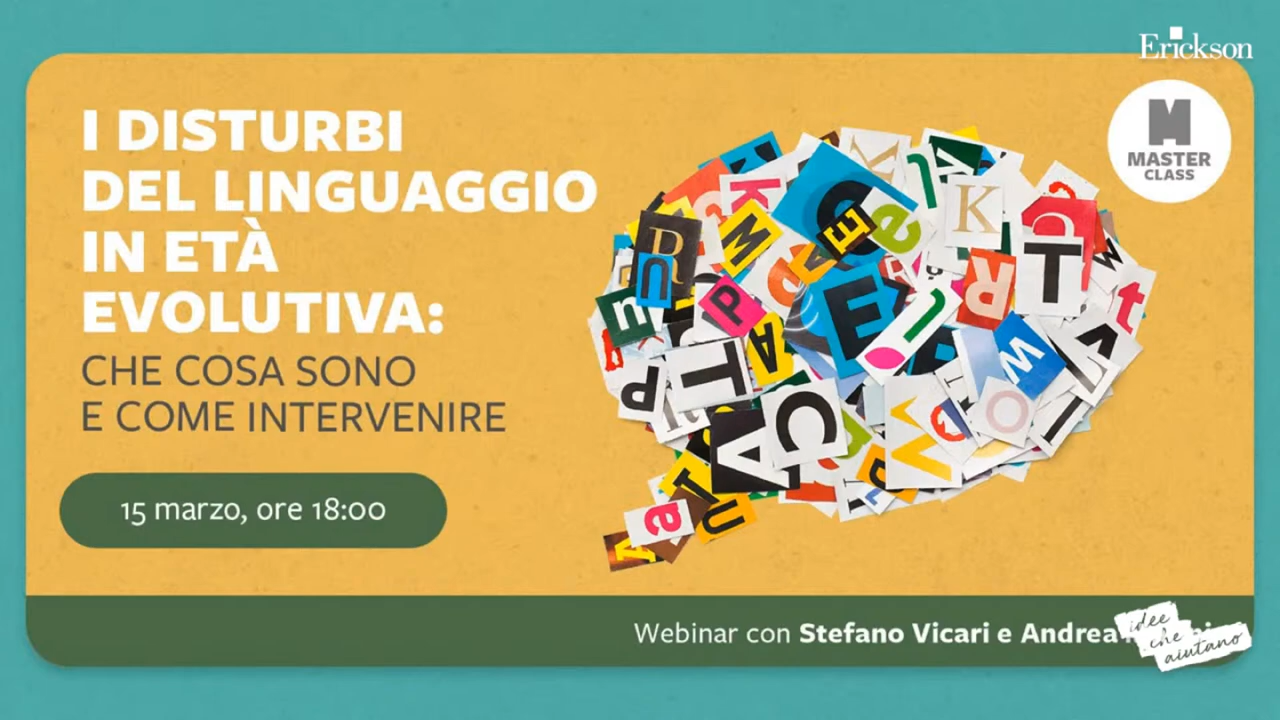 Erickson
MASTER
CLASS
I DISTURBI
DEL LINGUAGGIO
IN ETÀ
EVOLUTIVA:
CHE COSA SONO
E COME INTERVENIRE
15 marzo, ore 18:00
Webinar con Stefano Vicari e Andrea
idee
che
aiutano